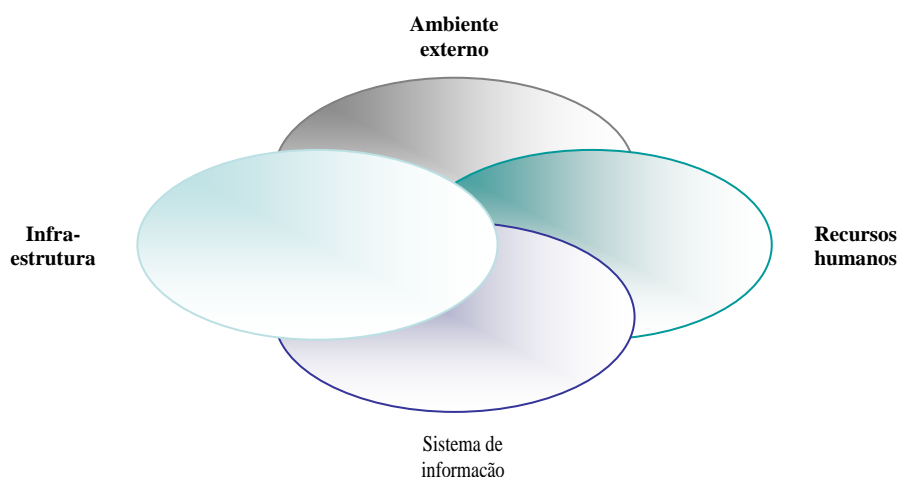 Ambiente
externo
Infra-
estrutura
Recursos
humanos
Sistema de
informação